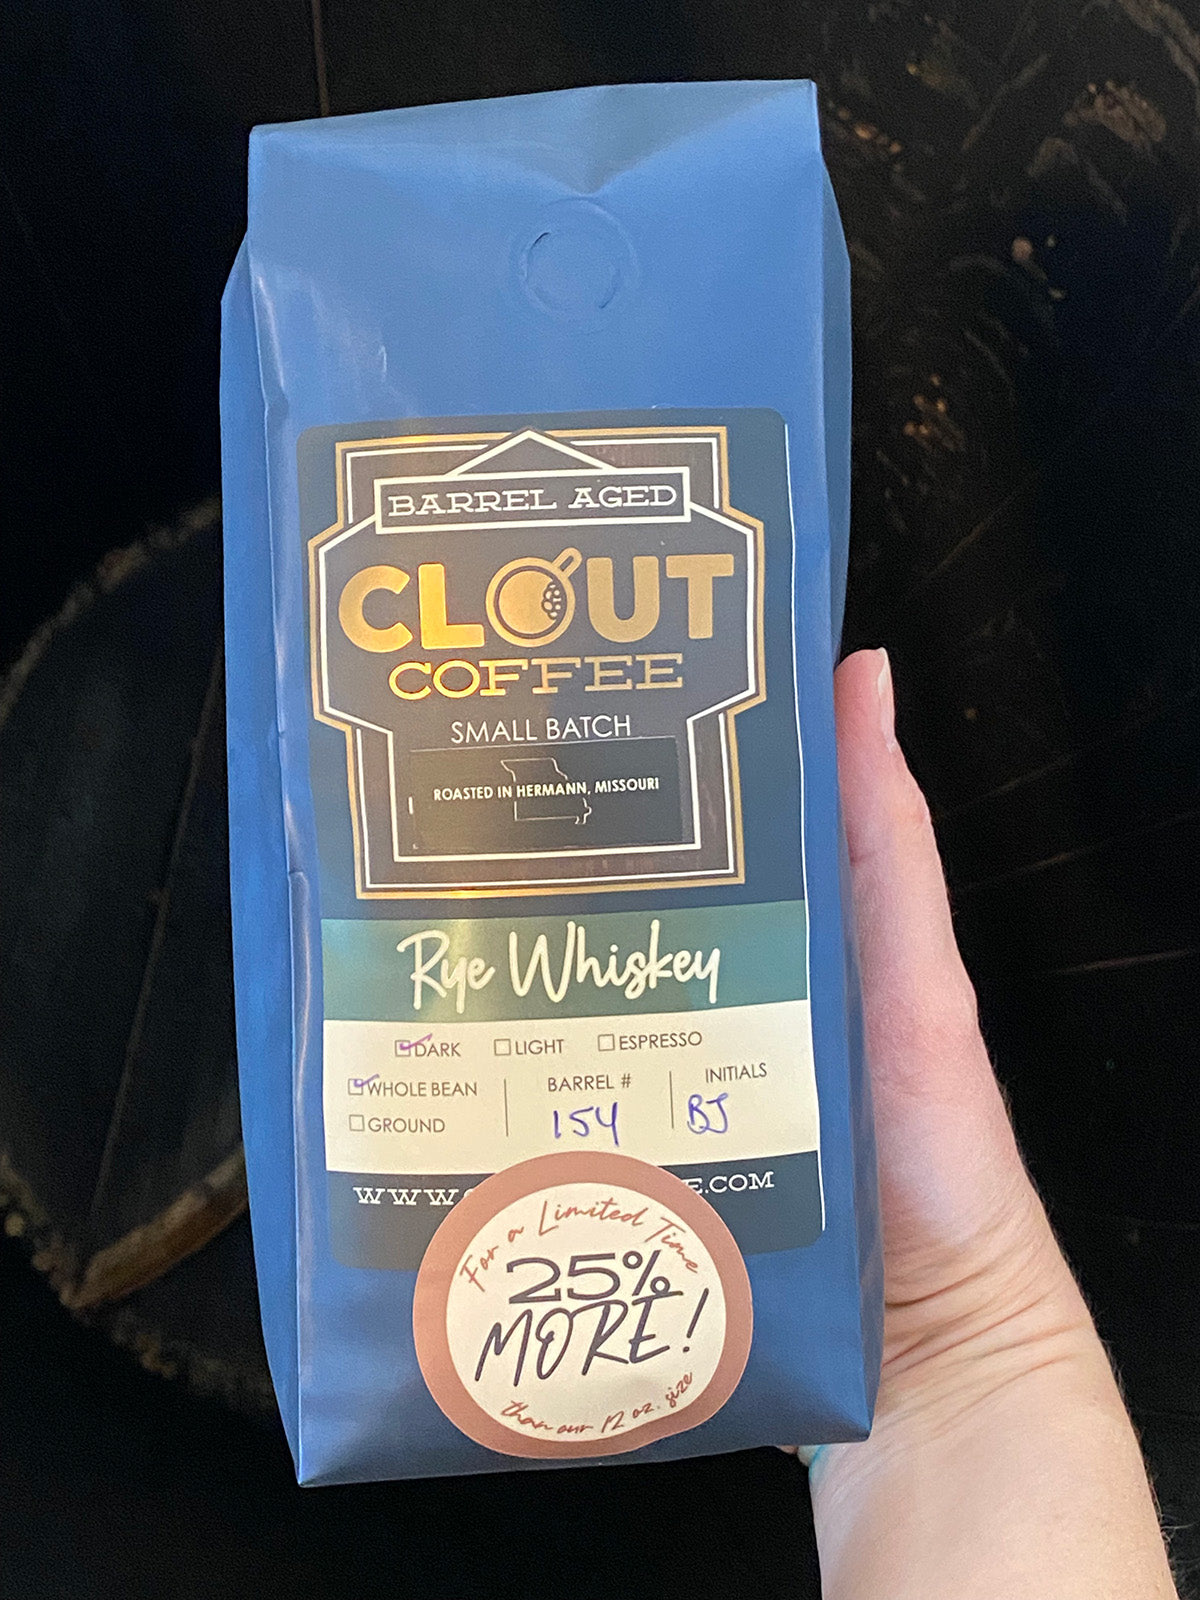 BARREL AGED
CLOUT
COFFEE
SMALL BATCH
ROASTED IN HERMANN, MISSOURI
Rye Whiskey
DARK LIGHT ESPRESSO
WHOLE BEAN
GROUND
BARREL #
154
INITIALS
BJ
For a Limited Time
25%
MORE!
than our 12 oz. size